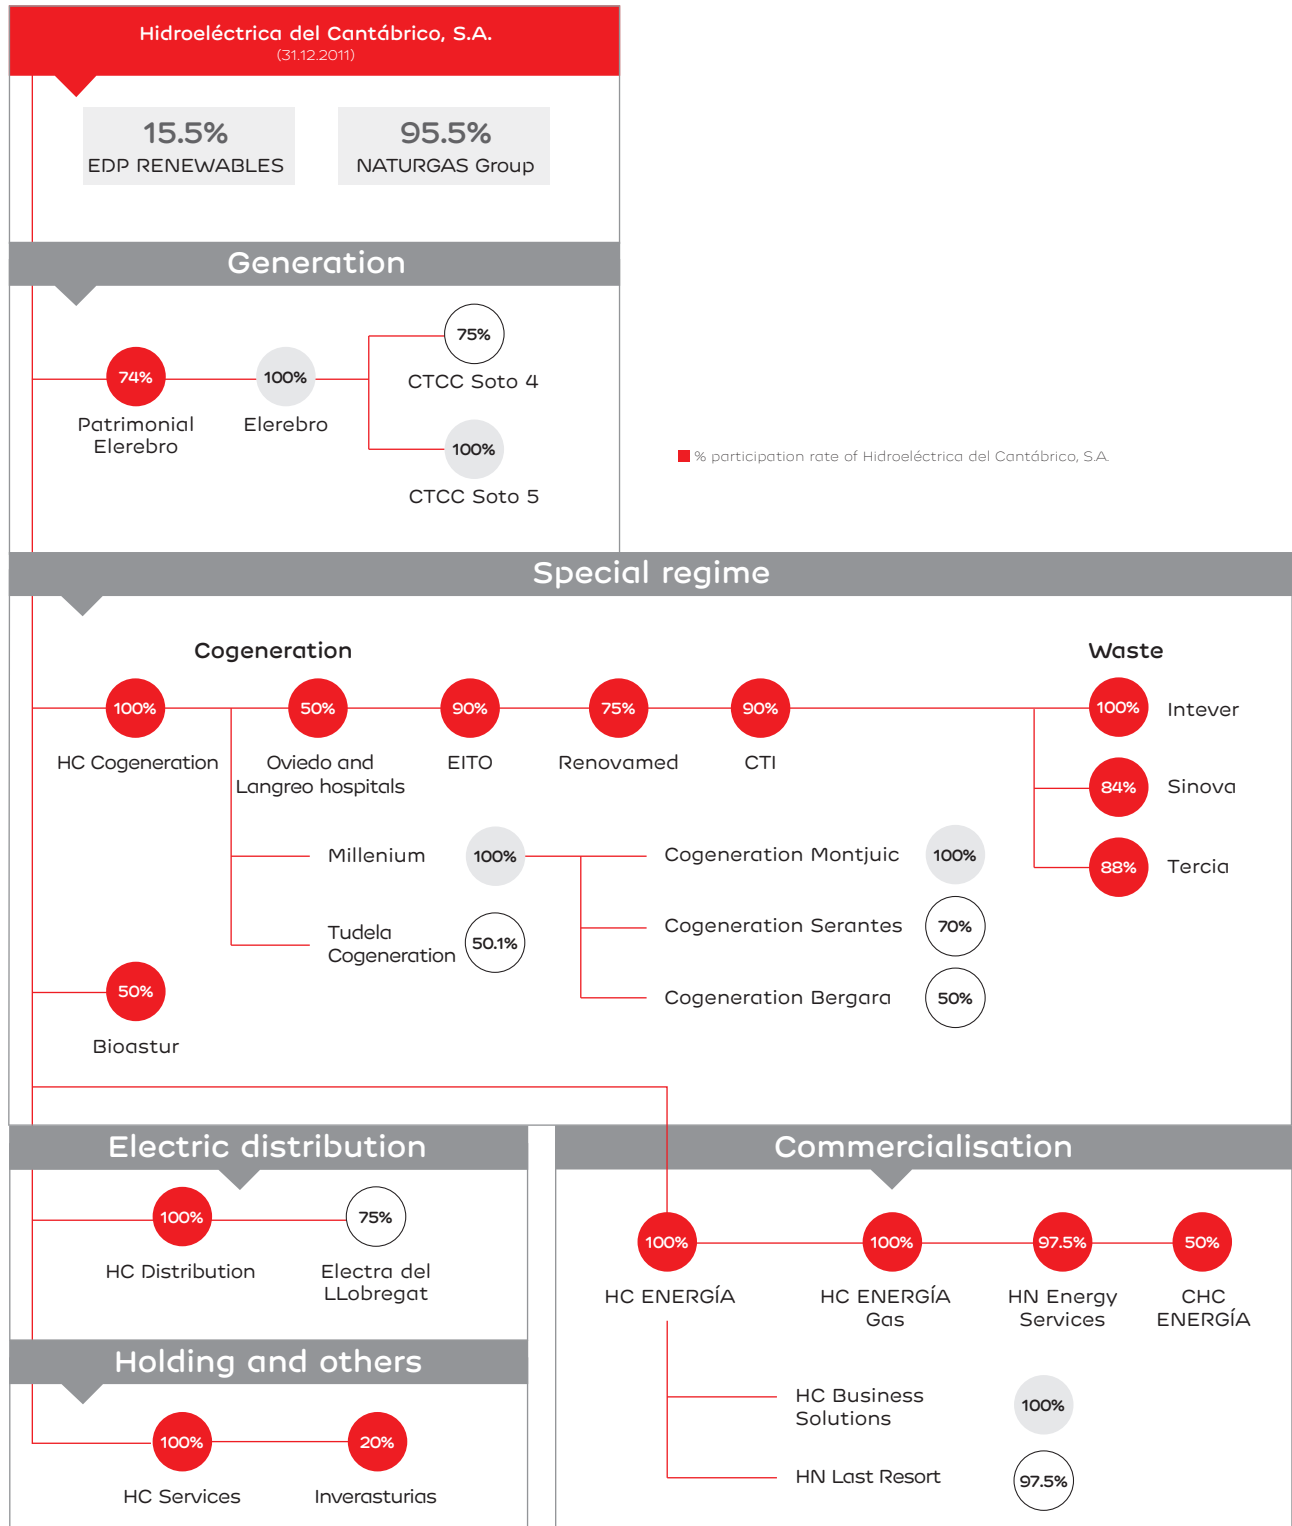 Hidroeléctrica del Cantábrico, S.A.
(31.12.2011)
15.5%
EDP RENEWABLES
95.5%
NATURGAS Group
Generation
75%
CTCC Soto 4
74%
Patrimonial
Elerebro
100%
Elerebro
100%
CTCC Soto 5
% participation rate of Hidroeléctrica del Cantábrico, S.A.
Special regime
Cogeneration
Waste
100%
HC Cogeneration
50%
Oviedo and
Langreo hospitals
90%
EITO
75%
Renovamed
90%
CTI
100%
Intever
84%
Sinova
88%
Tercia
Millenium
100%
Cogeneration Montjuic
100%
Tudela
Cogeneration
50.1%
Cogeneration Serantes
70%
Cogeneration Bergara
50%
50%
Bioastur
Electric distribution
100%
HC Distribution
75%
Electra del
LLobregat
Holding and others
100%
HC Services
20%
Inverasturias
Commercialisation
100%
HC ENERGÍA
100%
HC ENERGÍA
Gas
97.5%
HN Energy
Services
50%
CHC
ENERGÍA
HC Business
Solutions
100%
HN Last Resort
97.5%